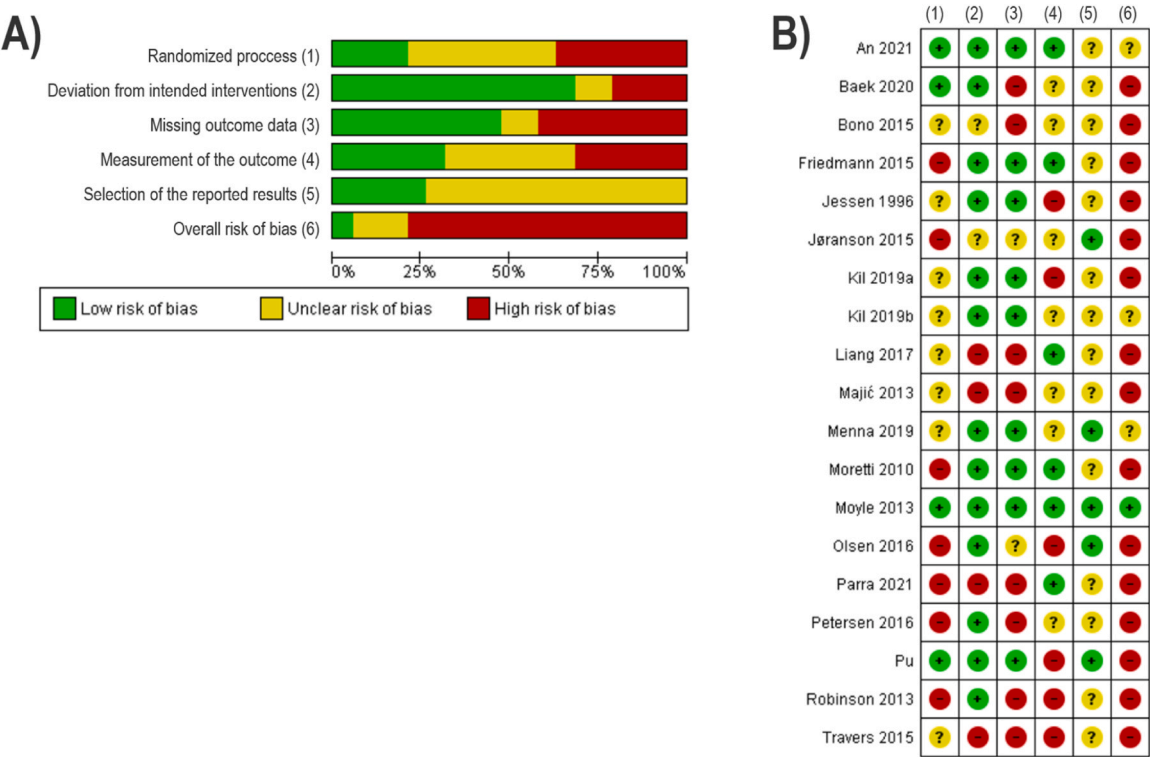 A)
Randomized proccess (1)
Deviation from intended interventions (2)
Missing outcome data (3)
Measurement of the outcome (4)
Selection of the reported results (5)
Overall risk of bias (6)
0% 25% 50% 75% 100%
Low risk of bias Unclear risk of bias High risk of bias
B)
(1) (2) (3) (4) (5) (6)
An 2021 + + + + ? ?
Baek 2020 + + - ? ? -
Bono 2015 ? ? - ? ? -
Friedmann 2015 - + + + ? -
Jessen 1996 ? + + - ? -
Jøranson 2015 - ? ? ? + -
Kil 2019a ? + + - ? -
Kil 2019b ? + + ? ? ?
Liang 2017 ? - - + ? -
Majić 2013 ? - - ? ? -
Menna 2019 ? + + ? + ?
Moretti 2010 - + + + ? -
Moyle 2013 + + + + + +
Olsen 2016 - + ? - + -
Parra 2021 - - - + ? -
Petersen 2016 - + - ? ? -
Pu + + + - + -
Robinson 2013 - + - - ? -
Travers 2015 ? - - - ? -